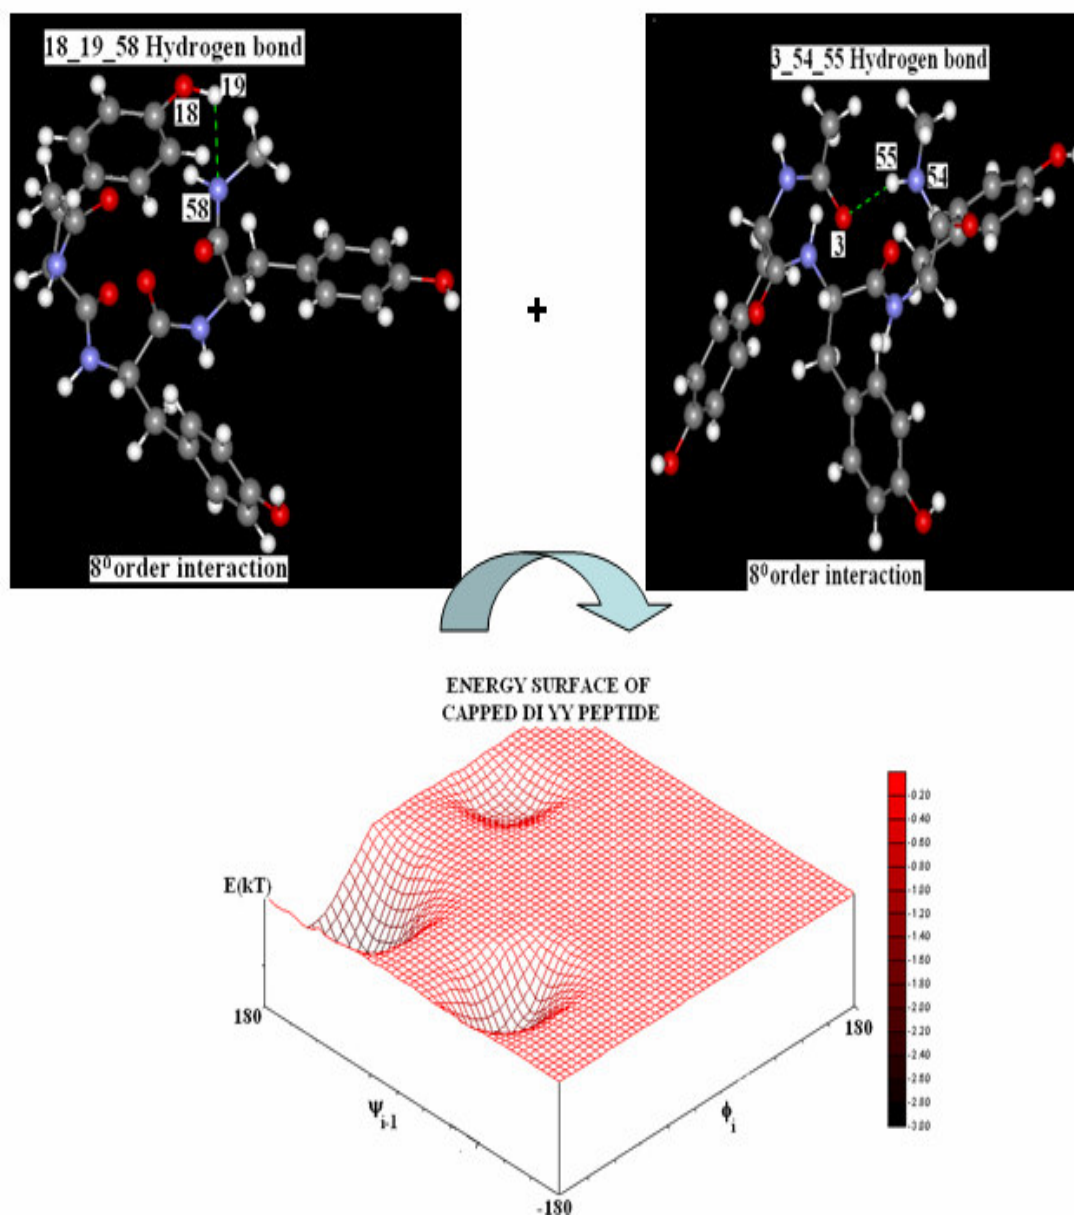 18_19_58 Hydrogen bond
19
18
58
8⁰order interaction
+
3_54_55 Hydrogen bond
55
54
3
8⁰order interaction
ENERGY SURFACE OF
CAPPED DI YY PEPTIDE
E(kT)
180
Ψi-1
-180
ϕi
180
-0.20
-0.40
-0.60
-0.80
-1.00
-1.20
-1.40
-1.60
-1.80
-2.00
-2.20
-2.40
-2.60
-2.80
-3.00